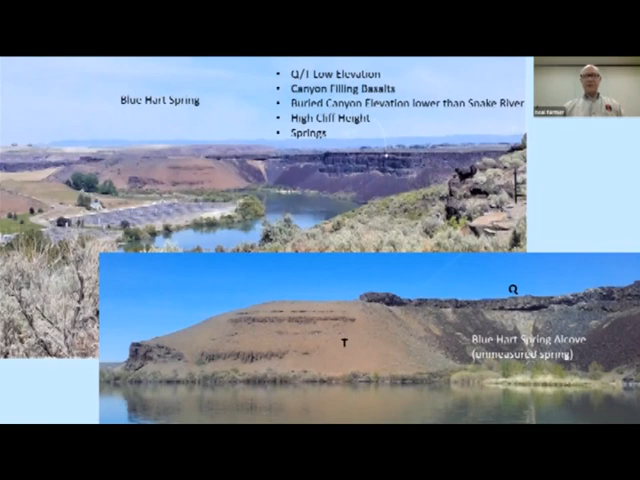 Blue Hart Spring
• Q/T Low Elevation
• Canyon Filling Basalts
• Buried Canyon Elevation lower than Snake River
• High Cliff Height
• Springs
Q
T
Blue Hart Spring Alcove
(unmeasured spring)